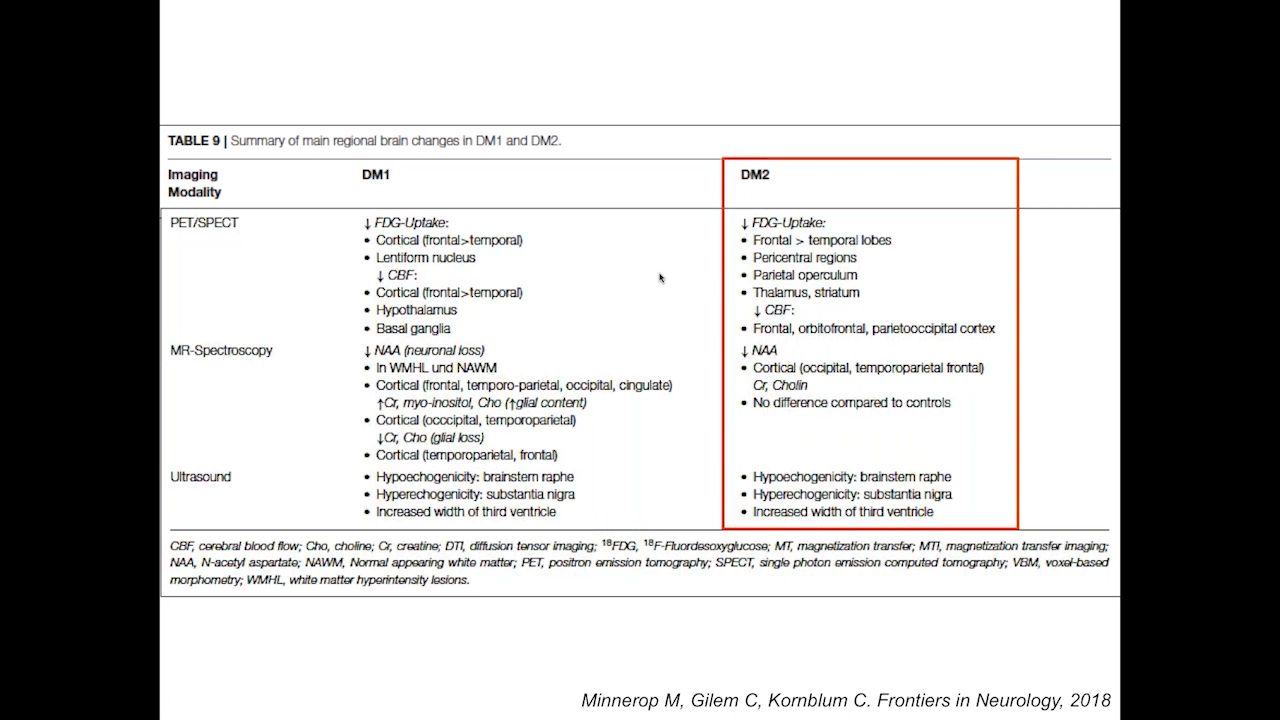 TABLE 9 | Summary of main regional brain changes in DM1 and DM2.
Imaging Modality
DM1
DM2
PET/SPECT
↓ FDG-Uptake:
• Cortical (frontal>temporal)
• Lentiform nucleus
↓ CBF:
• Cortical (frontal>temporal)
• Hypothalamus
• Basal ganglia
↓ FDG-Uptake:
• Frontal > temporal lobes
• Pericentral regions
• Parietal operculum
• Thalamus, striatum
↓ CBF:
• Frontal, orbitofrontal, parietooccipital cortex
MR-Spectroscopy
↓ NAA (neuronal loss)
• In WMHL und NAWM
• Cortical (frontal, temporo-parietal, occipital, cingulate)
↑Cr, myo-inositol, Cho (↑glial content)
• Cortical (occcipital, temporoparietal)
↓Cr, Cho (glial loss)
• Cortical (temporoparietal, frontal)
↓ NAA
• Cortical (occipital, temporoparietal frontal)
Cr, Cholin
• No difference compared to controls
Ultrasound
• Hypoechogenicity: brainstem raphe
• Hyperechogenicity: substantia nigra
• Increased width of third ventricle
• Hypoechogenicity: brainstem raphe
• Hyperechogenicity: substantia nigra
• Increased width of third ventricle
CBF, cerebral blood flow; Cho, choline; Cr, creatine; DTI, diffusion tensor imaging; ¹⁸FDG, ¹⁸F-Fluordesoxyglucose; MT, magnetization transfer; MTI, magnetization transfer imaging;
NAA, N-acetyl aspartate; NAWM, Normal appearing white matter; PET, positron emission tomography; SPECT, single photon emission computed tomography; VBM, voxel-based
morphometry; WMHL, white matter hyperintensity lesions.
Minnerop M, Gilem C, Kornblum C. Frontiers in Neurology, 2018